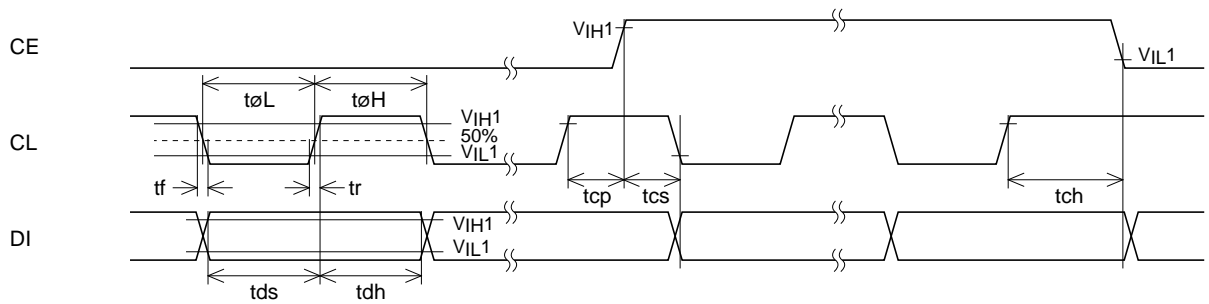 CE
VIH1
VIL1
tøL
tøH
CL
VIH1
50%
VIL1
tf
tr
tcp
tcs
tch
DI
VIH1
VIL1
tds
tdh